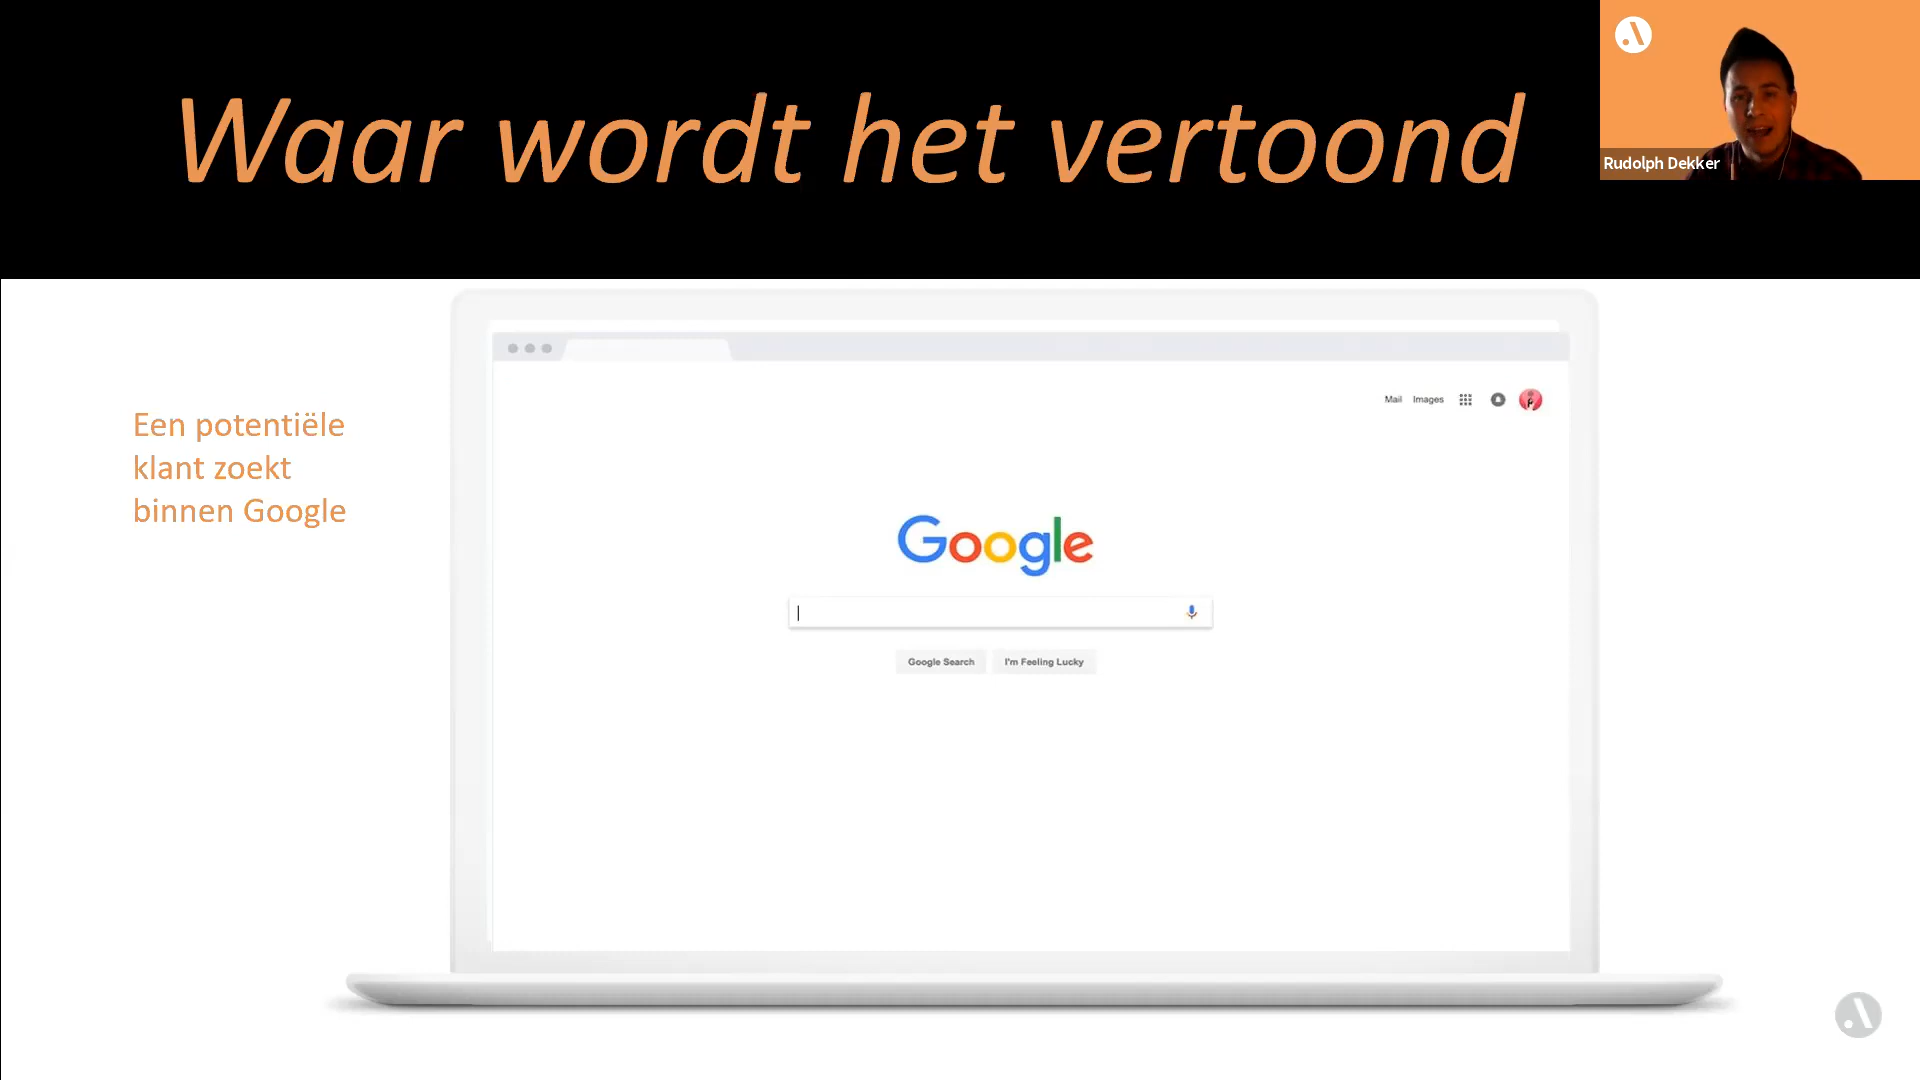 Waar wordt het vertoond
Rudolph Dekker
Een potentiële
klant zoekt
binnen Google
Mail Images
Google
Google Search I'm Feeling Lucky